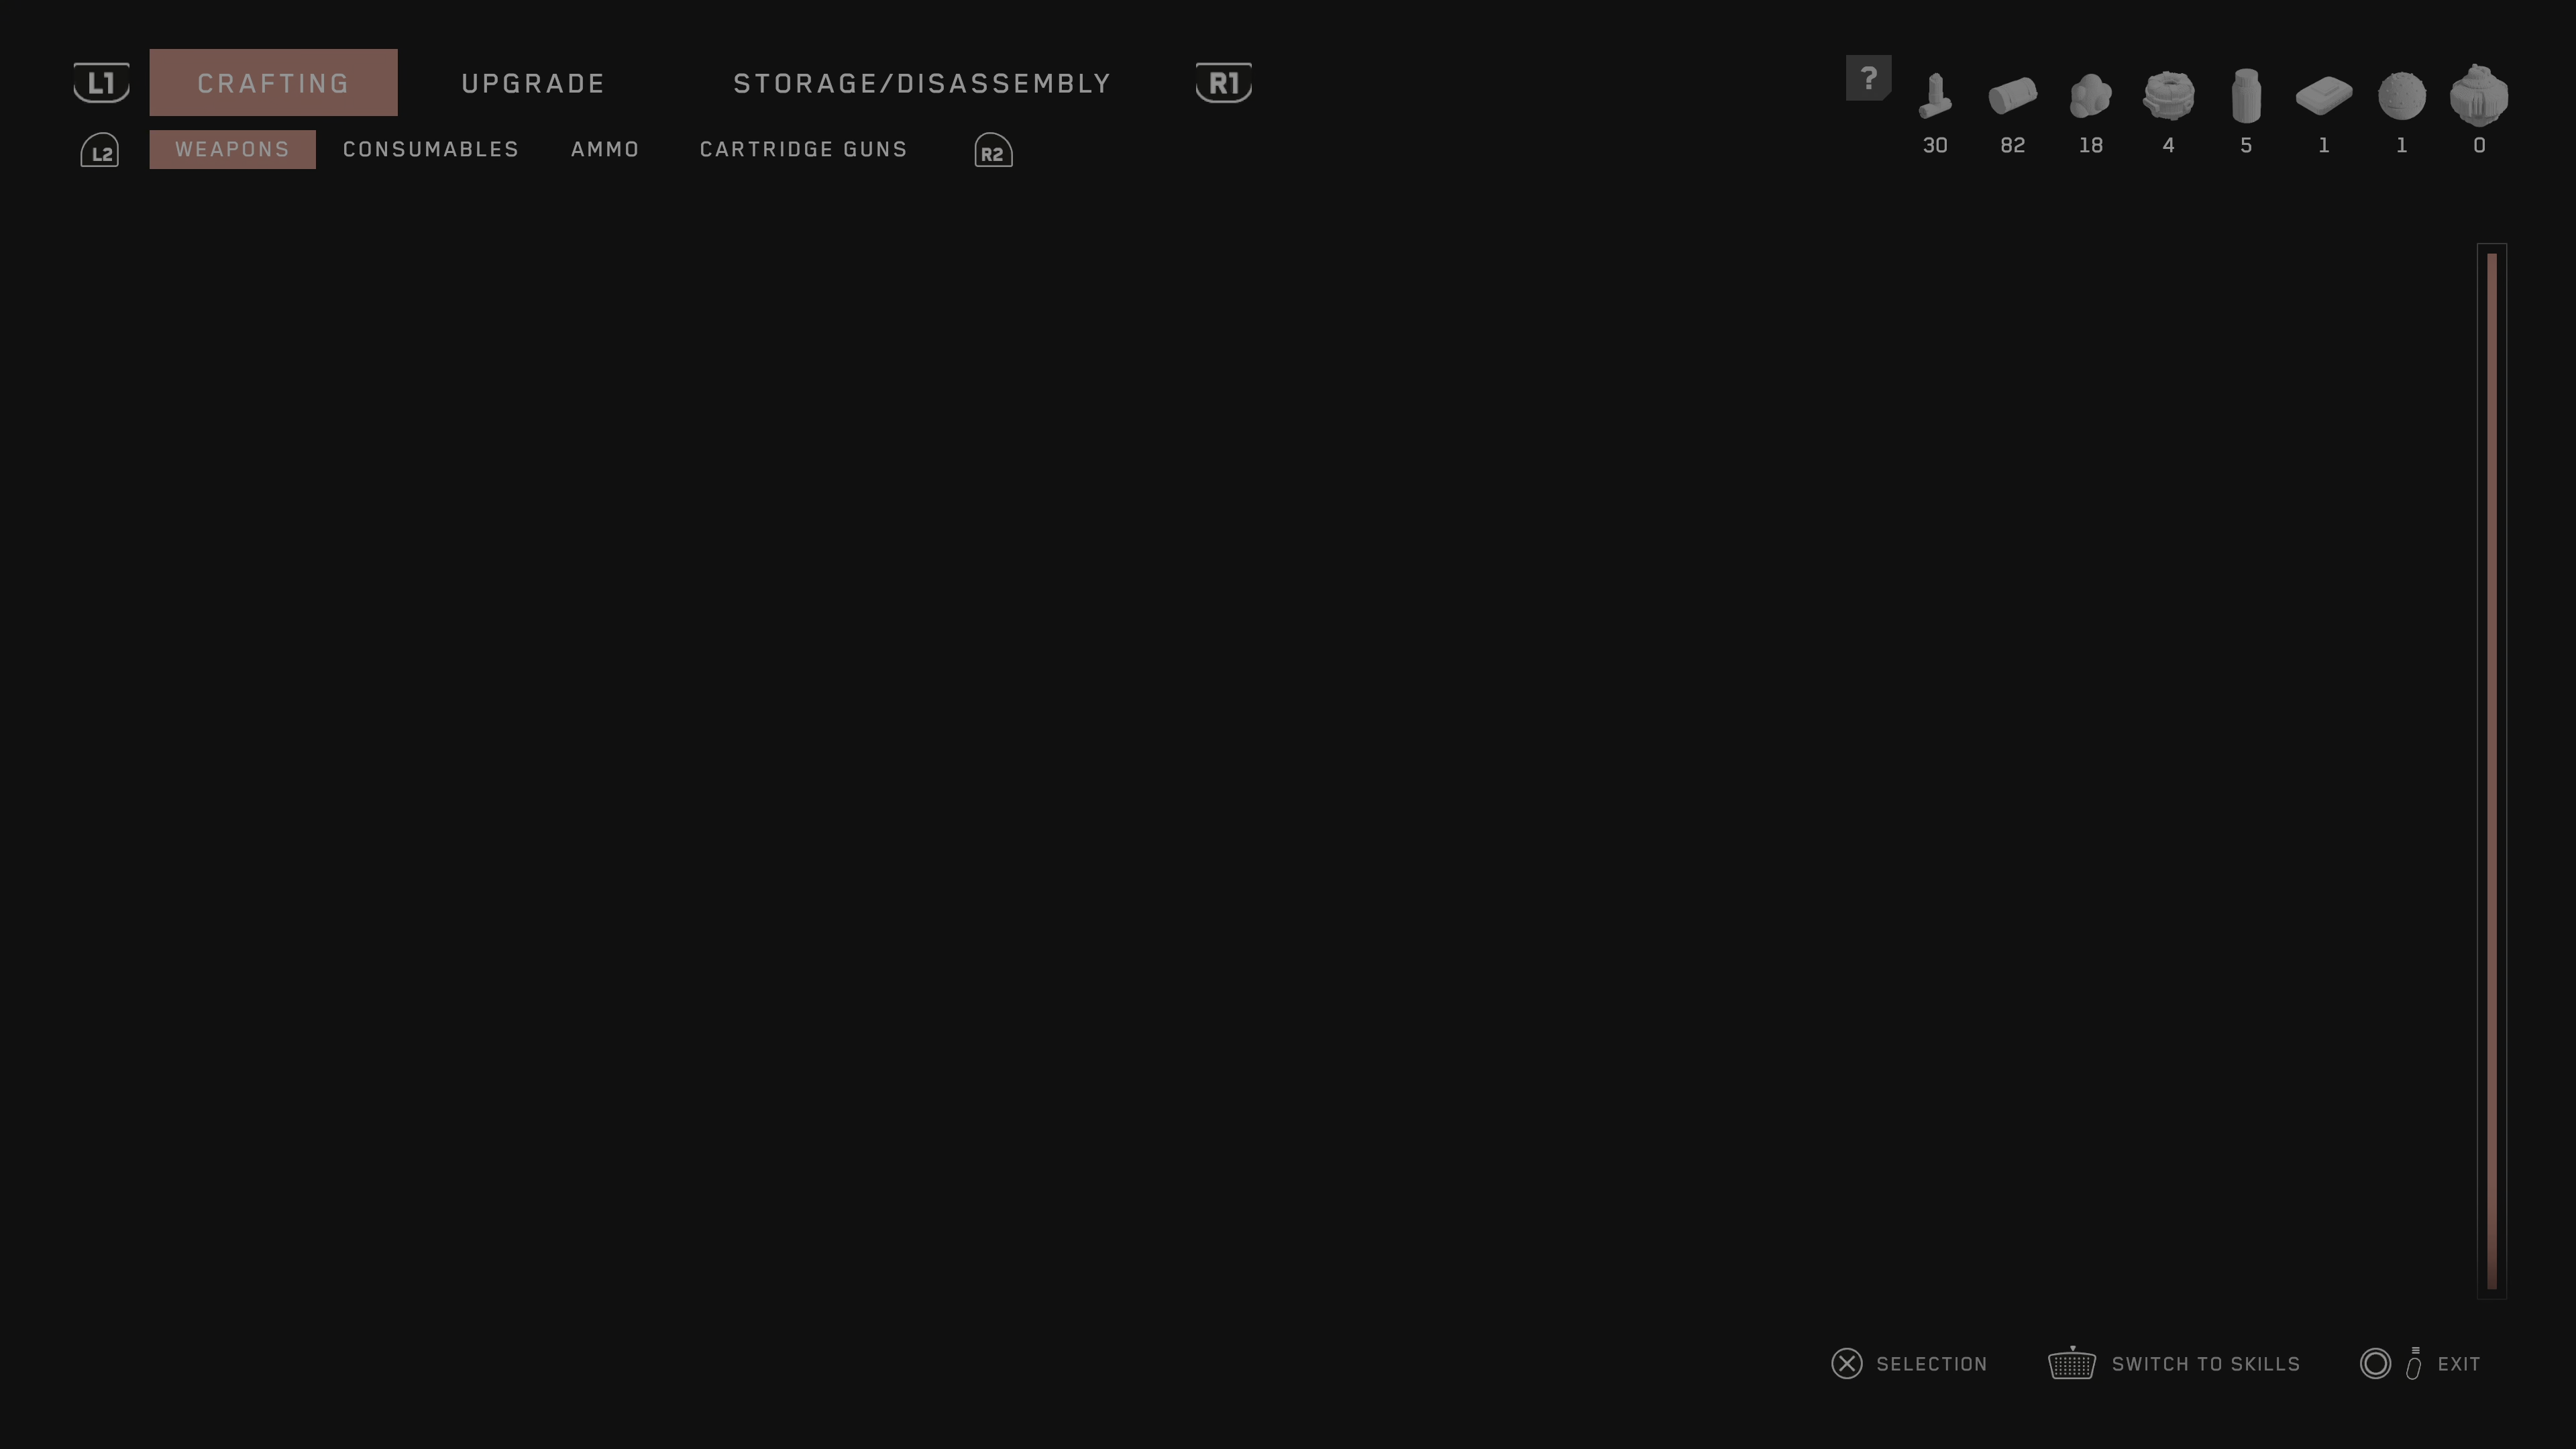 L1 CRAFTING UPGRADE STORAGE/DISASSEMBLY R1 ?
L2 WEAPONS CONSUMABLES AMMO CARTRIDGE GUNS R2
30 82 18 4 5 1 1 0
SELECTION SWITCH TO SKILLS EXIT